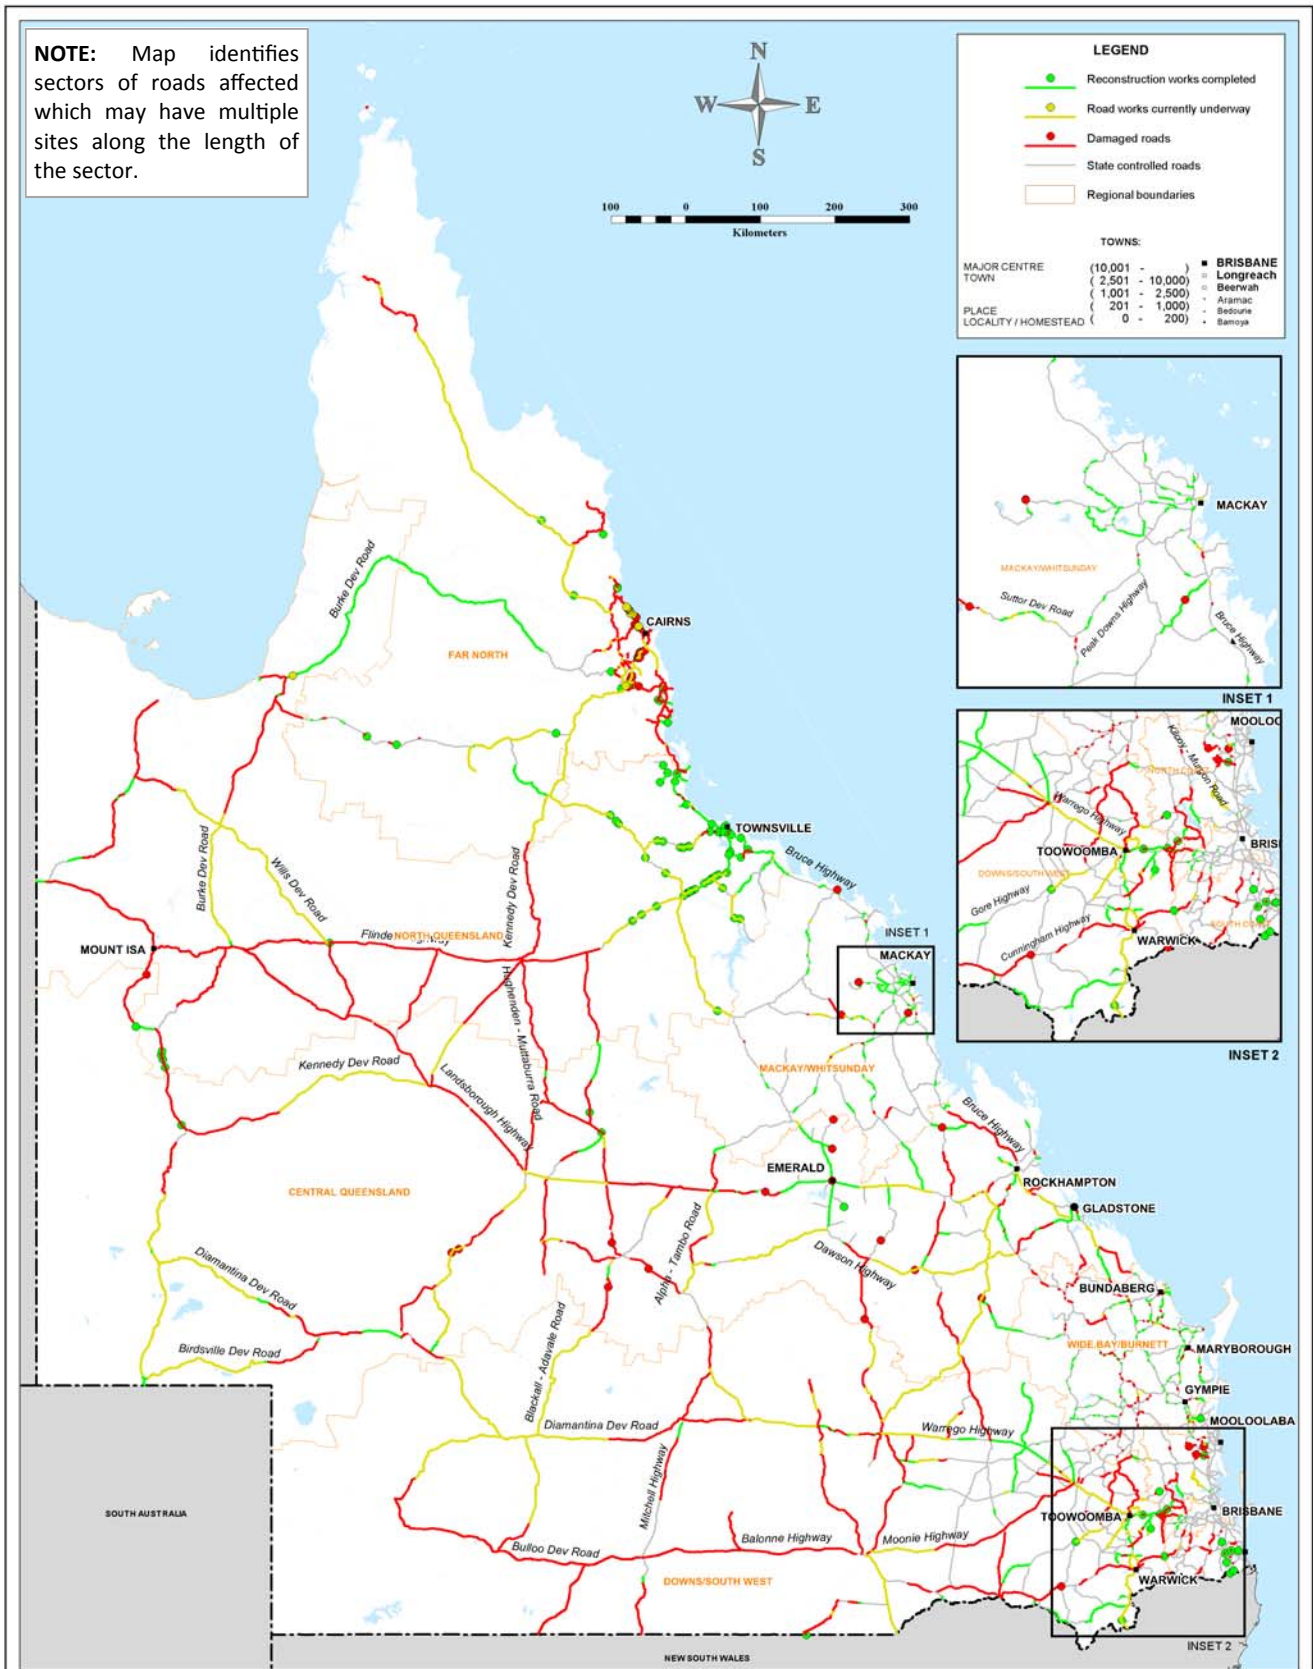 NOTE: Map identifies
sectors of roads affected
which may have multiple
sites along the length of
the sector.
N
W
E
S
100 0 100 200 300
Kilometers
LEGEND
Reconstruction works completed
Road works currently underway
Damaged roads
State controlled roads
Regional boundaries
TOWNS:
MAJOR CENTRE (10,001 - ) BRISBANE
TOWN ( 2,501 - 10,000) Longreach
( 1,001 - 2,500) Beerwah
PLACE ( 201 - 1,000) Aramac
LOCALITY / HOMESTEAD ( 0 - 200) Bedourie
Bamoya
MACKAY
MACKAY/WHITSUNDAY
Suttor Dev Road
Peak Downs Highway
Bruce Highway
INSET 1
MOOLOO
Kilcoy - Murgon Road
NORTH COAST
Warrego Highway
BRIS
TOOWOOMBA
DOWNS/SOUTH WEST
Gore Highway
Cunningham Highway
SOUTH COAST
WARWICK
INSET 2
Burke Dev Road
FAR NORTH
CAIRNS
TOWNSVILLE
Bruce Highway
Burke Dev Road
Wills Dev Road
Kennedy Dev Road
MOUNT ISA
NORTH QUEENSLAND
INSET 1
MACKAY
Hughenden - Muttaburra Road
Kennedy Dev Road
Landsborough Highway
MACKAY/WHITSUNDAY
Bruce Highway
EMERALD
ROCKHAMPTON
CENTRAL QUEENSLAND
GLADSTONE
Alpha - Tambo Road
Dawson Highway
Diamantina Dev Road
BUNDABERG
Birdsville Dev Road
Blackall - Adavale Road
WIDE BAY/BURNETT
MARYBOROUGH
GYMPIE
MOOLOOLABA
Diamantina Dev Road
Warrego Highway
Mitchell Highway
SOUTH AUSTRALIA
TOOWOOMBA
BRISBANE
Balonne Highway
Moonie Highway
Bulloo Dev Road
DOWNS/SOUTH WEST
WARWICK
INSET 2
NEW SOUTH WALES